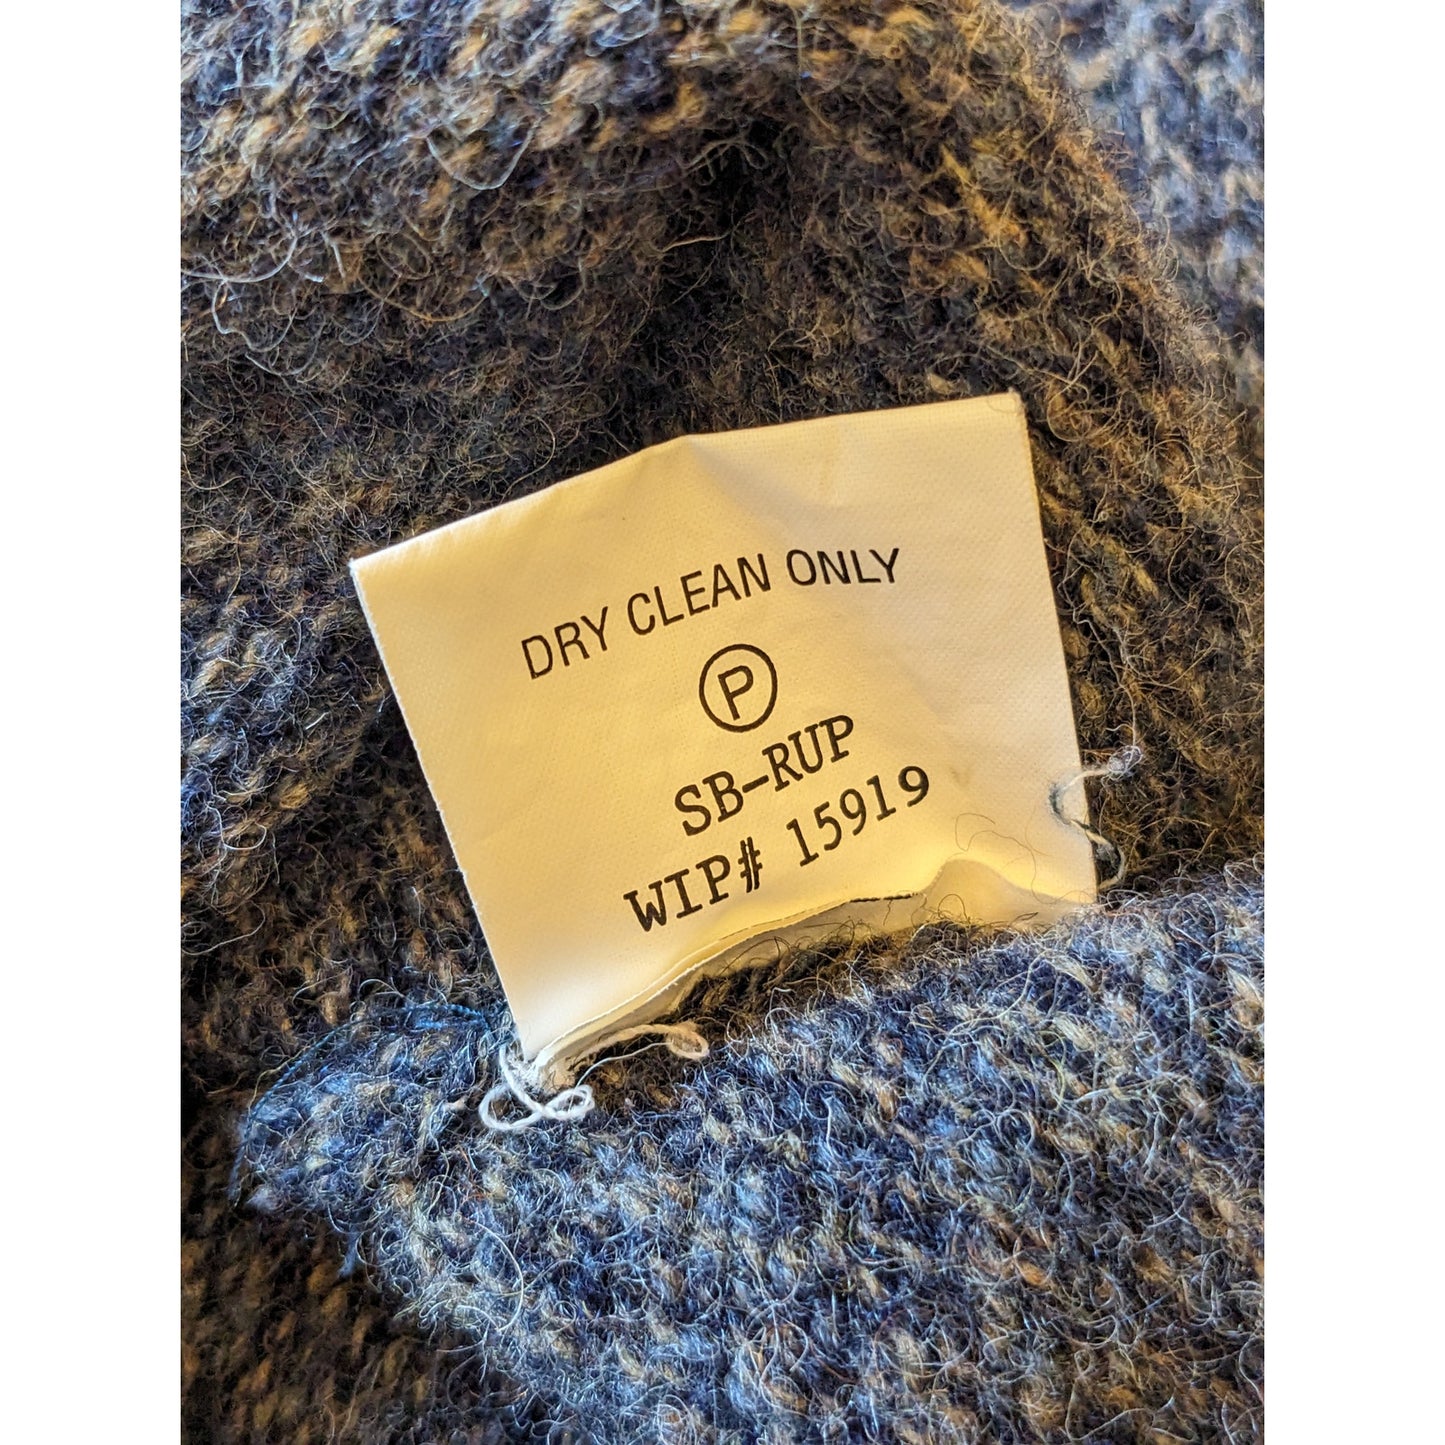 DRY CLEAN ONLY
P
SB-RUP
WIP# 15919